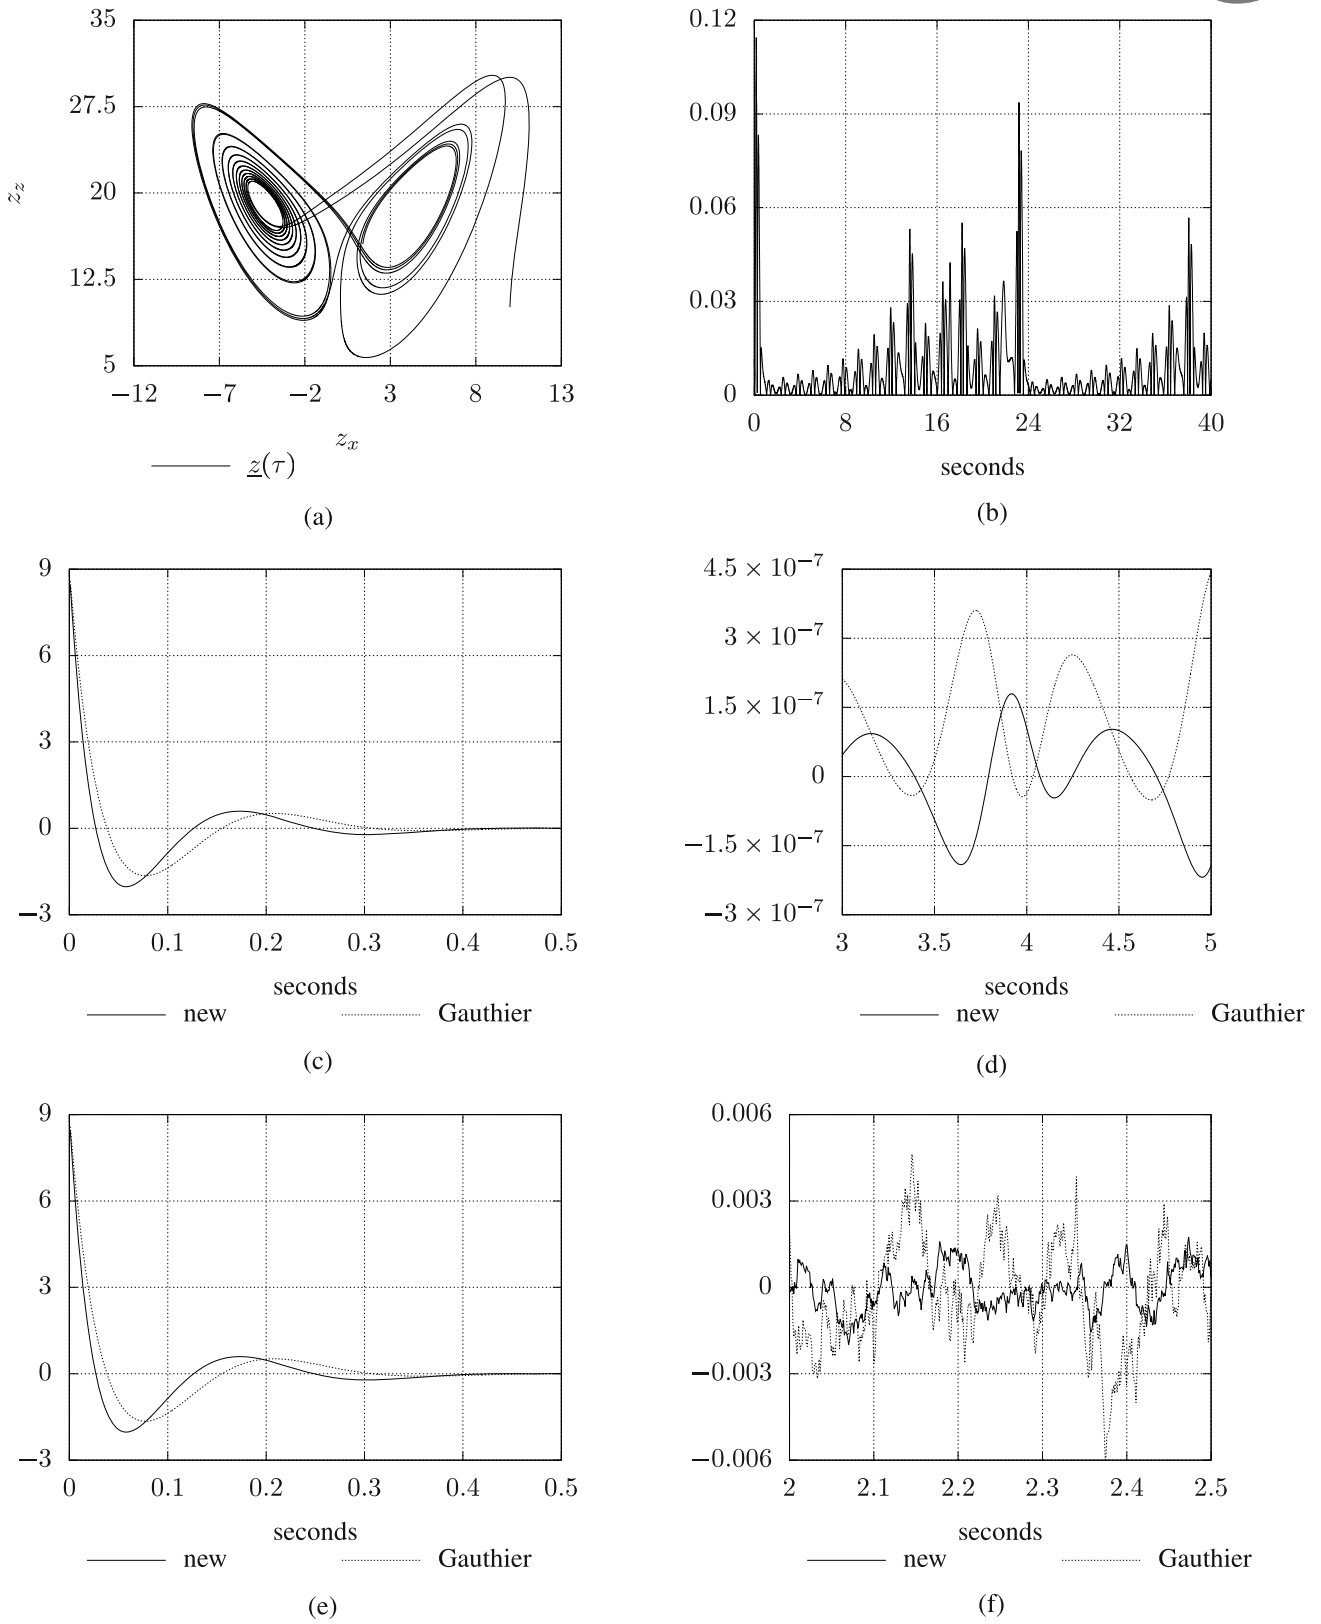 35
27.5
20
12.5
5
z_z
−12 −7 −2 3 8 13
z_x
z(τ)
(a)
0.12
0.09
0.06
0.03
0
0 8 16 24 32 40
seconds
(b)
9
6
3
0
−3
0 0.1 0.2 0.3 0.4 0.5
seconds
new Gauthier
(c)
4.5 × 10⁻⁷
3 × 10⁻⁷
1.5 × 10⁻⁷
0
−1.5 × 10⁻⁷
−3 × 10⁻⁷
3 3.5 4 4.5 5
seconds
new Gauthier
(d)
9
6
3
0
−3
0 0.1 0.2 0.3 0.4 0.5
seconds
new Gauthier
(e)
0.006
0.003
0
−0.003
−0.006
2 2.1 2.2 2.3 2.4 2.5
seconds
new Gauthier
(f)